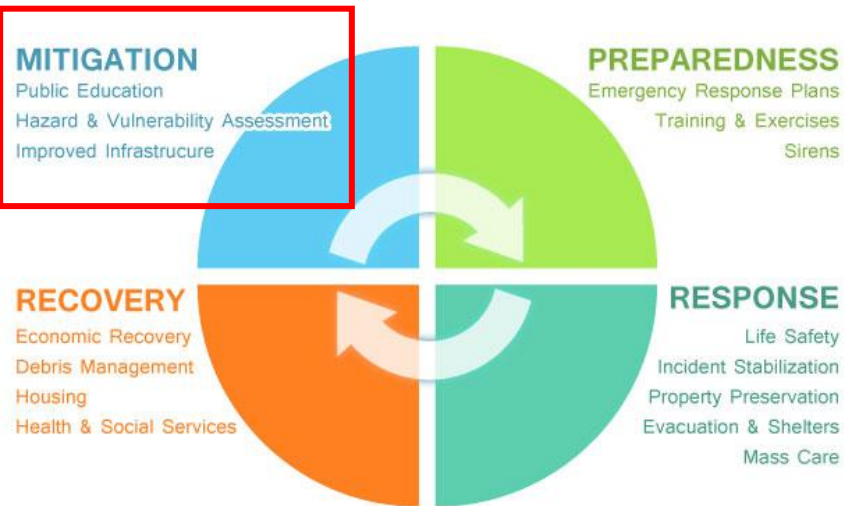 MITIGATION
Public Education
Hazard & Vulnerability Assessment
Improved Infrastrucure
PREPAREDNESS
Emergency Response Plans
Training & Exercises
Sirens
RECOVERY
Economic Recovery
Debris Management
Housing
Health & Social Services
RESPONSE
Life Safety
Incident Stabilization
Property Preservation
Evacuation & Shelters
Mass Care